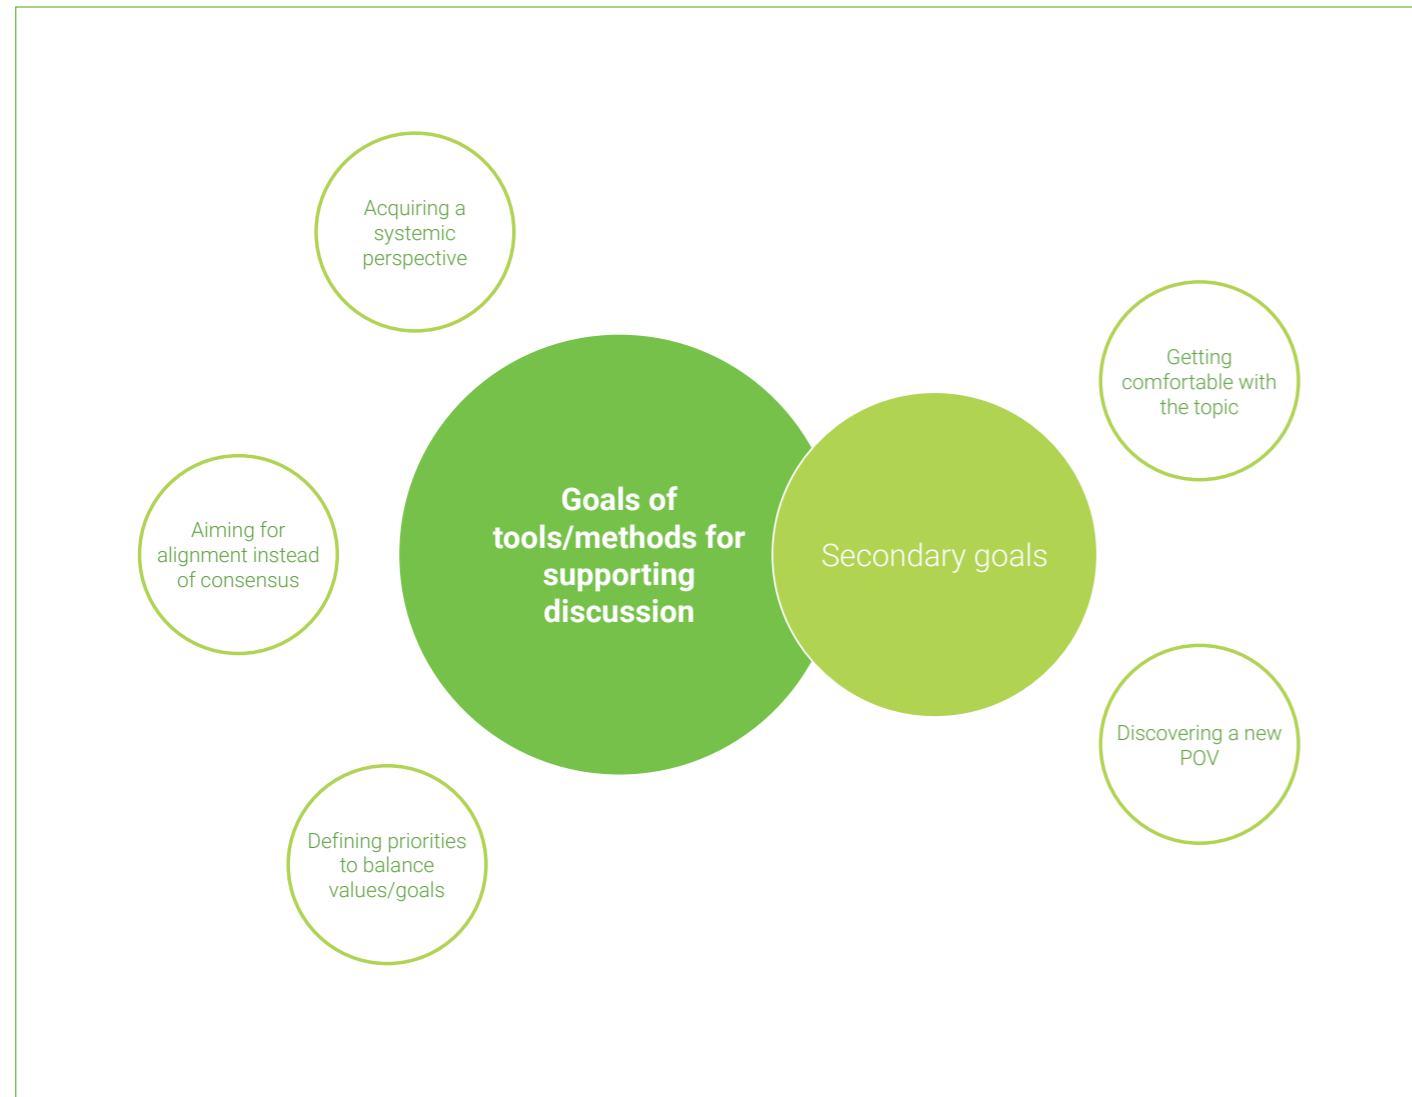 Acquiring a
systemic
perspective
Getting
comfortable with
the topic
Goals of
tools/methods for
supporting
discussion
Secondary goals
Aiming for
alignment instead
of consensus
Discovering a new
POV
Defining priorities
to balance
values/goals